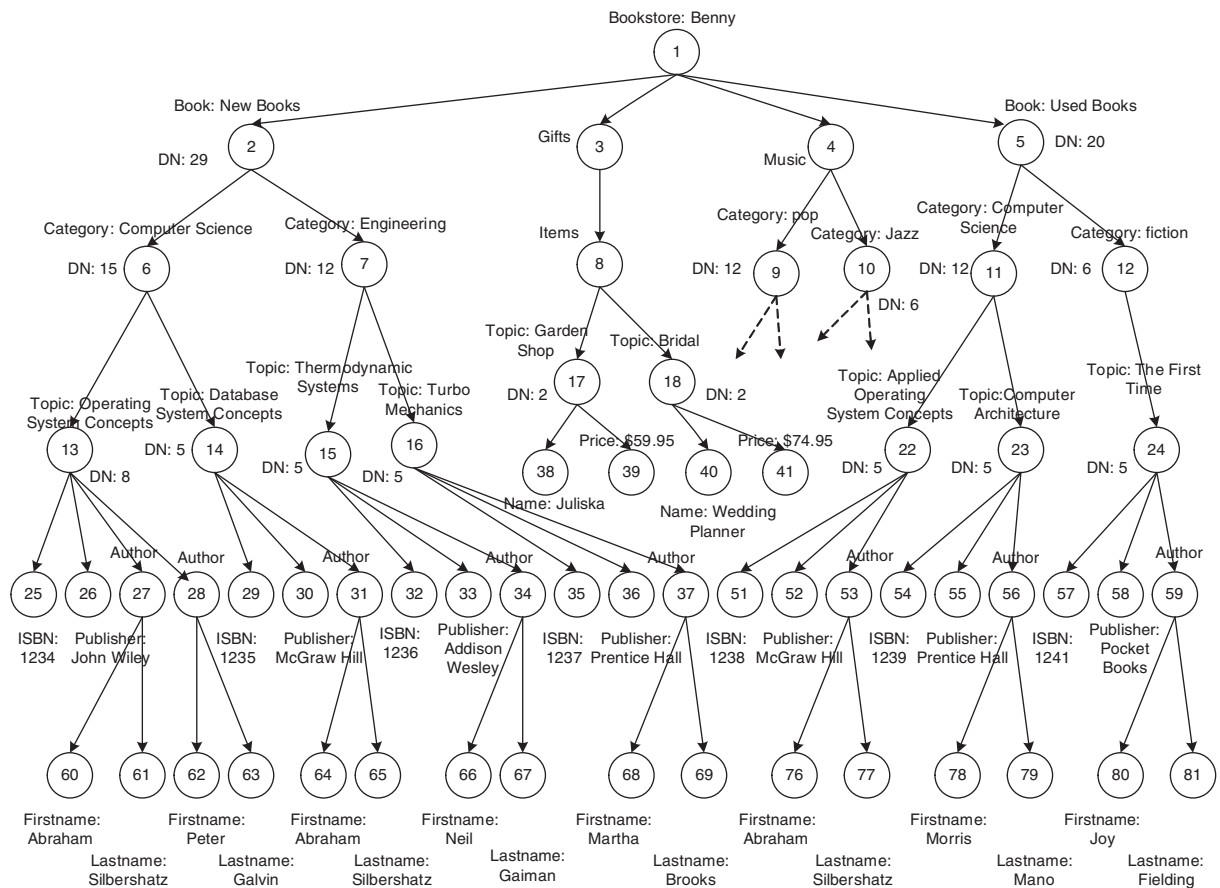 Bookstore: Benny
1
Book: New Books
Book: Used Books
Gifts
2
3
4
5
DN: 20
DN: 29
Music
Category: Computer Science
Category: Engineering
Items
Category: pop
Category: Jazz
Category: Computer
Science
Category: fiction
DN: 15
6
DN: 12
7
8
DN: 12
9
10
DN: 6
DN: 12
11
DN: 6
12
Topic: Operating
System Concepts
Topic: Database
System Concepts
Topic: Thermodynamic
Systems
Topic: Turbo
Mechanics
Topic: Garden
Shop
Topic: Bridal
Topic: Applied
Operating
System Concepts
Topic:Computer
Architecture
Topic: The First
Time
DN: 2
17
18
DN: 2
13
DN: 8
DN: 5
14
DN: 5
15
DN: 5
16
Price: $59.95
Price: $74.95
38
39
40
41
Name: Juliska
Name: Wedding
Planner
DN: 5
22
DN: 5
23
DN: 5
24
Author
Author
Author
Author
Author
Author
Author
Author
25
26
27
28
29
30
31
32
33
34
35
36
37
51
52
53
54
55
56
57
58
59
ISBN:
1234
Publisher:
John Wiley
ISBN:
1235
Publisher:
McGraw Hill
ISBN:
1236
Publisher:
Addison
Wesley
ISBN:
1237
Publisher:
Prentice Hall
ISBN:
1238
Publisher:
McGraw Hill
ISBN:
1239
Publisher:
Prentice Hall
ISBN:
1241
Publisher:
Pocket
Books
60
61
62
63
64
65
66
67
68
69
76
77
78
79
80
81
Firstname:
Abraham
Lastname:
Silbershatz
Firstname:
Peter
Lastname:
Galvin
Firstname:
Abraham
Lastname:
Silbershatz
Firstname:
Neil
Lastname:
Gaiman
Firstname:
Martha
Lastname:
Brooks
Firstname:
Abraham
Lastname:
Silbershatz
Firstname:
Morris
Lastname:
Mano
Firstname:
Joy
Lastname:
Fielding